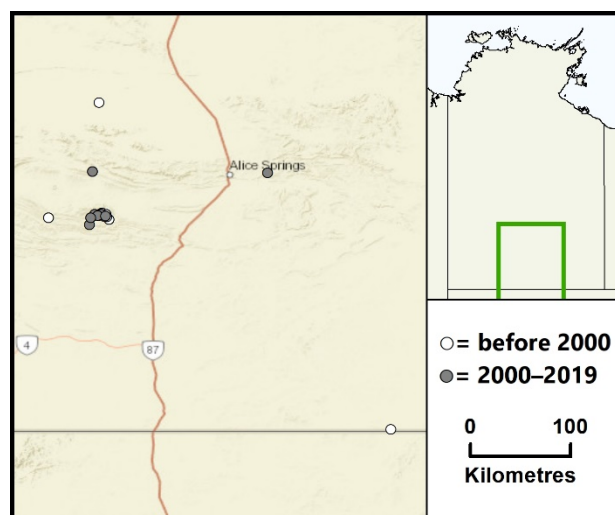 Alice Springs
4
87
= before 2000
= 2000–2019
0 100
Kilometres